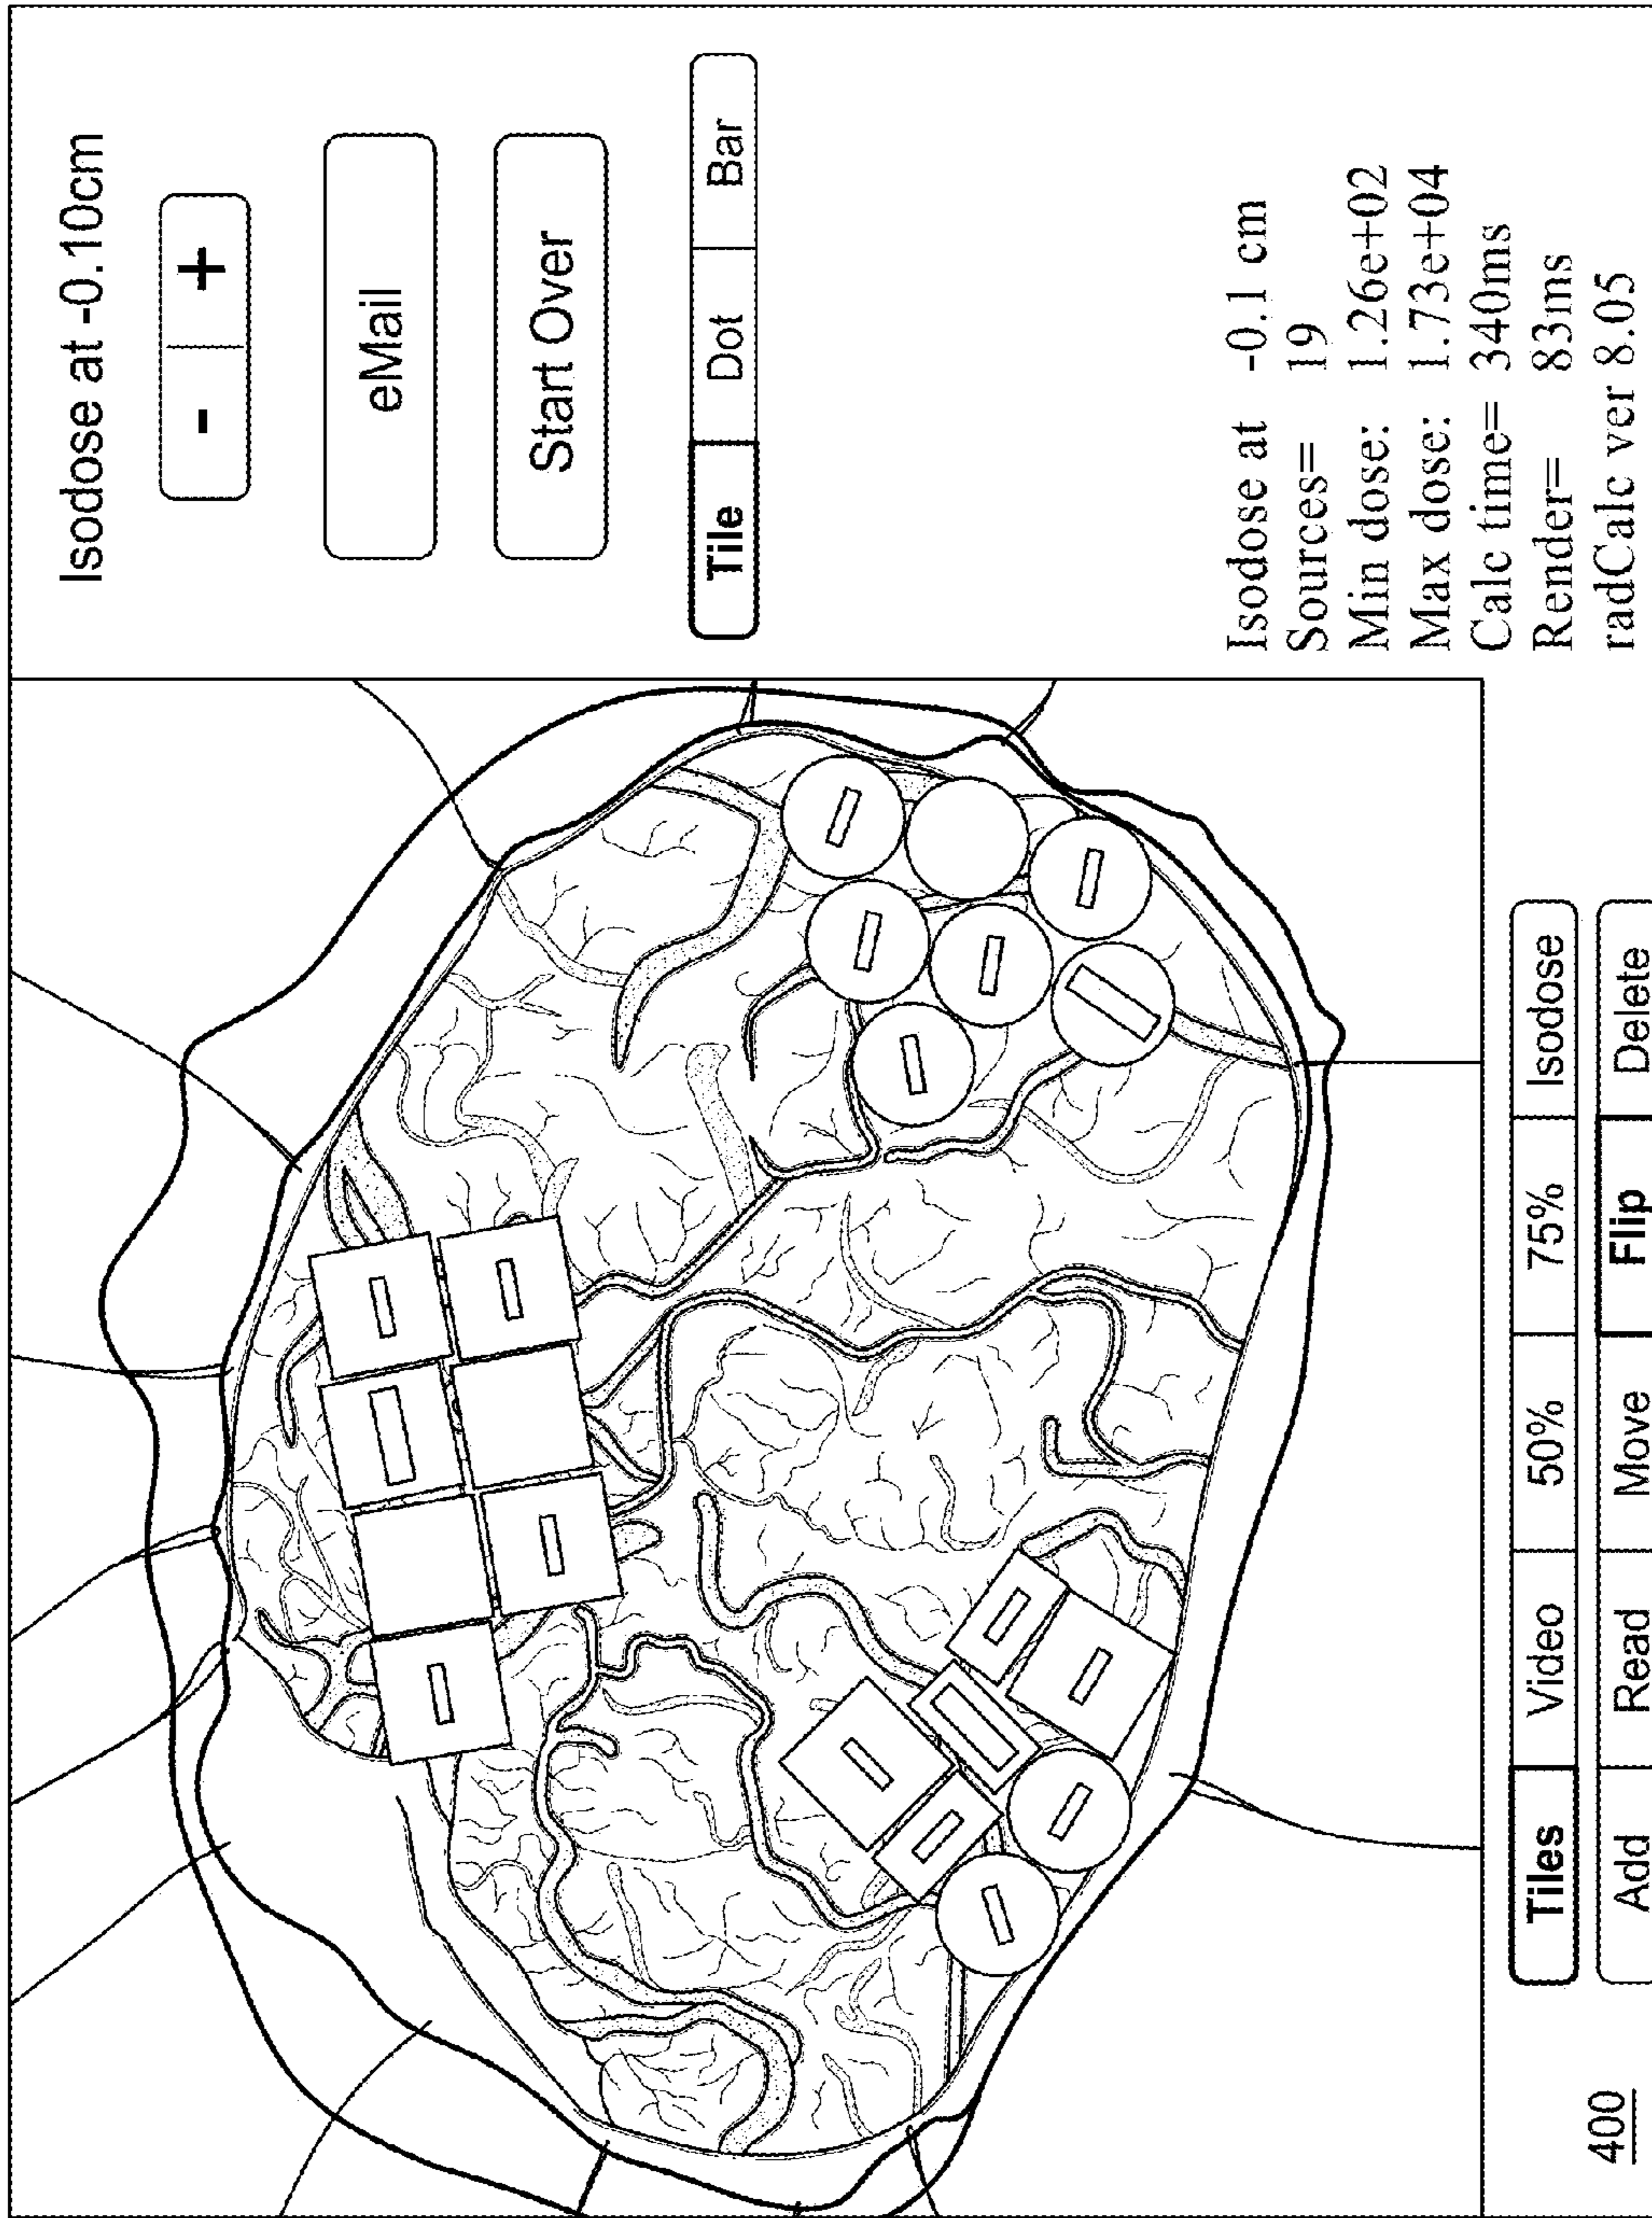 Isodose at -0.10cm
- +
eMail
Start Over
Tile Dot Bar
Isodose at -0.1 cm
Sources= 19
Min dose: 1.26e+02
Max dose: 1.73e+04
Calc time= 340ms
Render= 83ms
radCalc ver 8.05
Tiles Video 50% 75% Isodose
Add Read Move Flip Delete
400